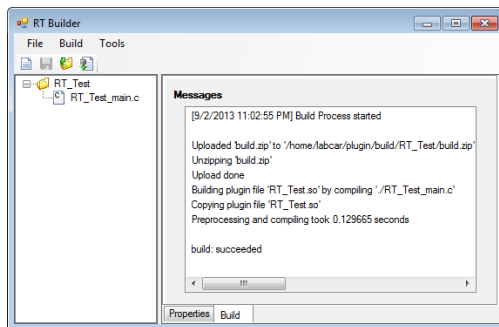 RT Builder
File Build Tools
RT_Test
RT_Test_main.c
Messages
[9/2/2013 11:02:55 PM] Build Process started
Uploaded 'build.zip' to '/home/labcar/plugin/build/RT_Test/build.zip'
Unzipping 'build.zip'
Upload done
Building plugin file 'RT_Test.so' by compiling './RT_Test_main.c'
Copying plugin file 'RT_Test.so'
Preprocessing and compiling took 0.129665 seconds
build: succeeded
Properties Build